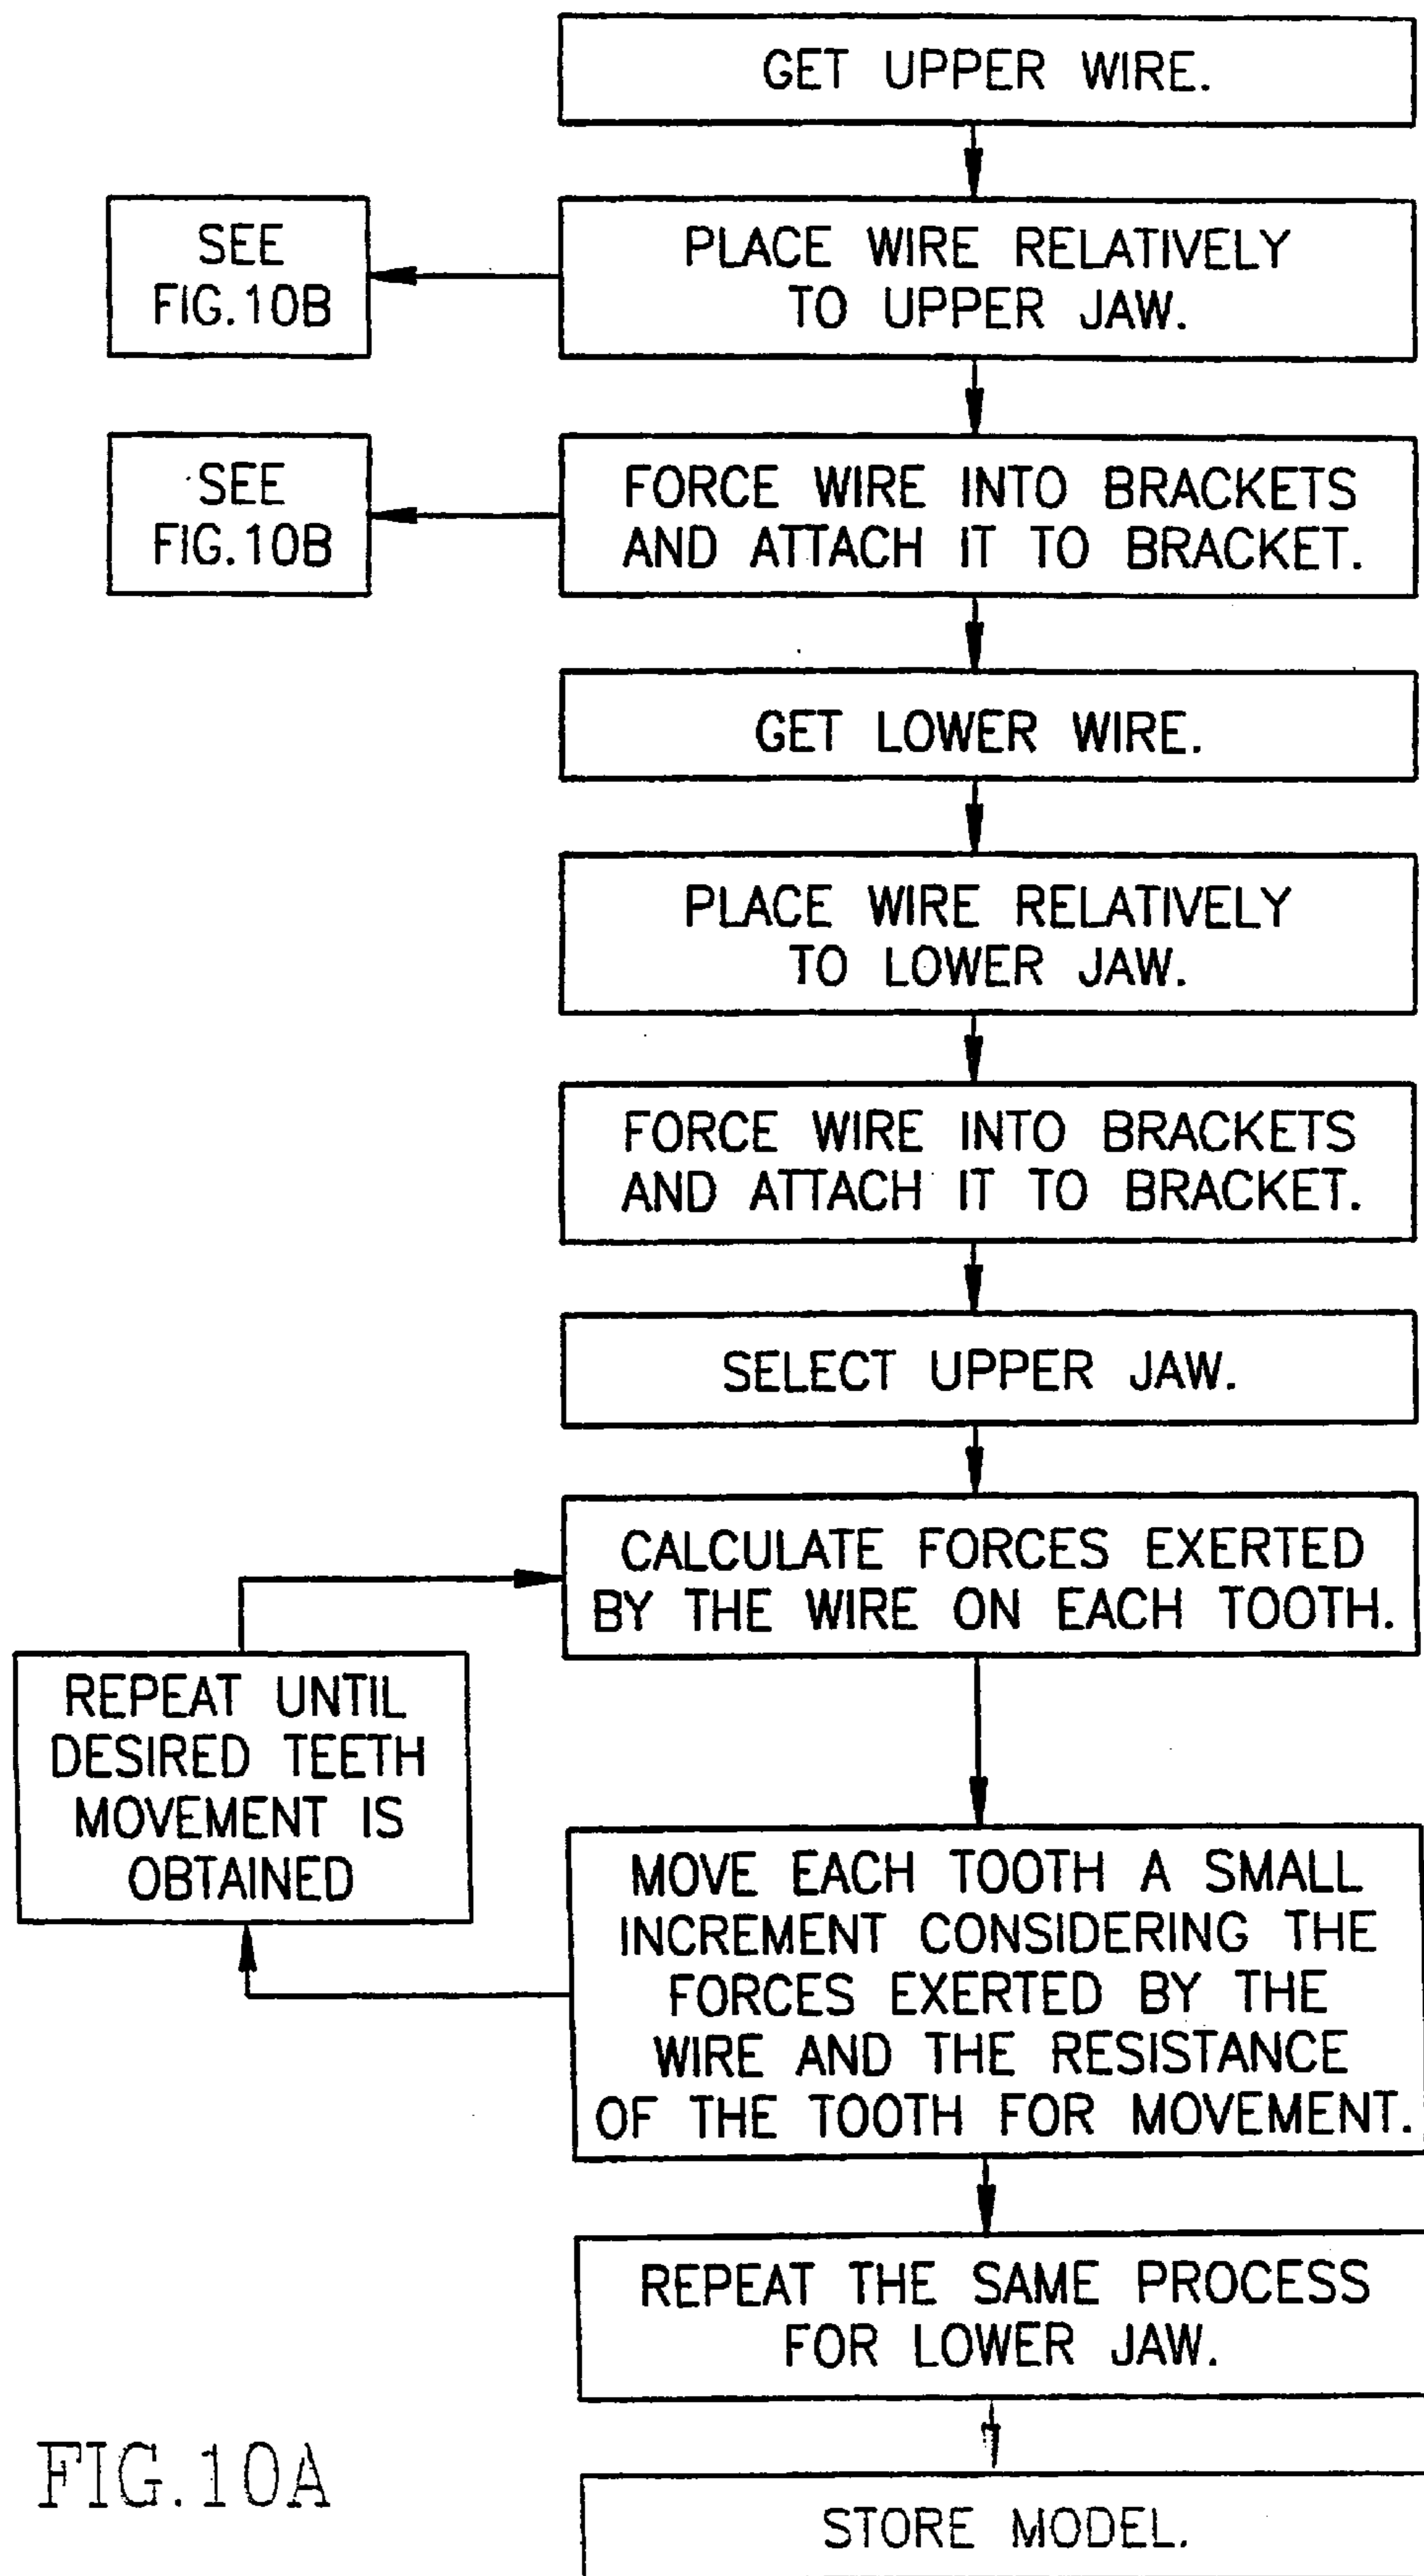 GET UPPER WIRE.
SEE
FIG.10B
PLACE WIRE RELATIVELY
TO UPPER JAW.
SEE
FIG.10B
FORCE WIRE INTO BRACKETS
AND ATTACH IT TO BRACKET.
GET LOWER WIRE.
PLACE WIRE RELATIVELY
TO LOWER JAW.
FORCE WIRE INTO BRACKETS
AND ATTACH IT TO BRACKET.
SELECT UPPER JAW.
CALCULATE FORCES EXERTED
BY THE WIRE ON EACH TOOTH.
REPEAT UNTIL
DESIRED TEETH
MOVEMENT IS
OBTAINED
MOVE EACH TOOTH A SMALL
INCREMENT CONSIDERING THE
FORCES EXERTED BY THE
WIRE AND THE RESISTANCE
OF THE TOOTH FOR MOVEMENT.
REPEAT THE SAME PROCESS
FOR LOWER JAW.
STORE MODEL.
FIG.10A